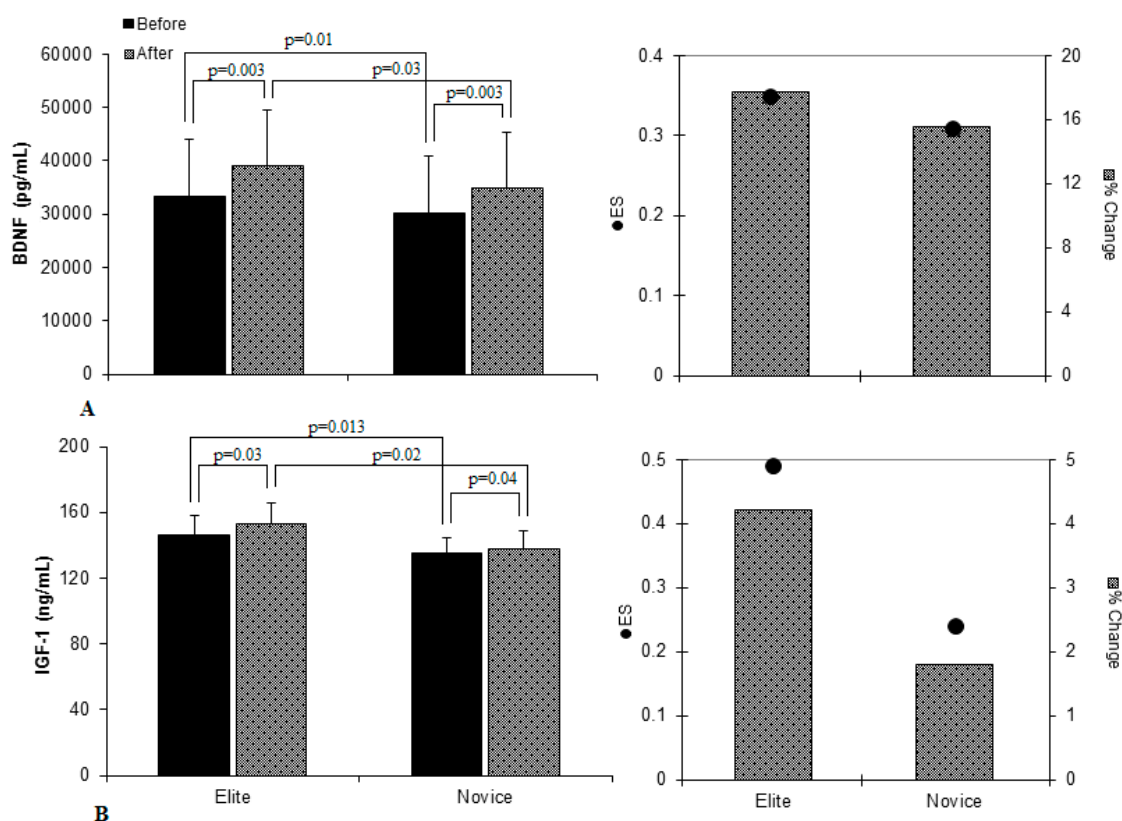 Before
After
60000
50000
40000
30000
20000
10000
0
BDNF (pg/mL)
p=0.01
p=0.003
p=0.03
p=0.003
0.4
0.3
0.2
0.1
0
ES
20
16
12
8
4
0
% Change
A
200
160
120
80
40
0
IGF-1 (ng/mL)
p=0.013
p=0.03
p=0.02
p=0.04
Elite
Novice
0.5
0.4
0.3
0.2
0.1
0
ES
5
4
3
2
1
0
% Change
Elite
Novice
B